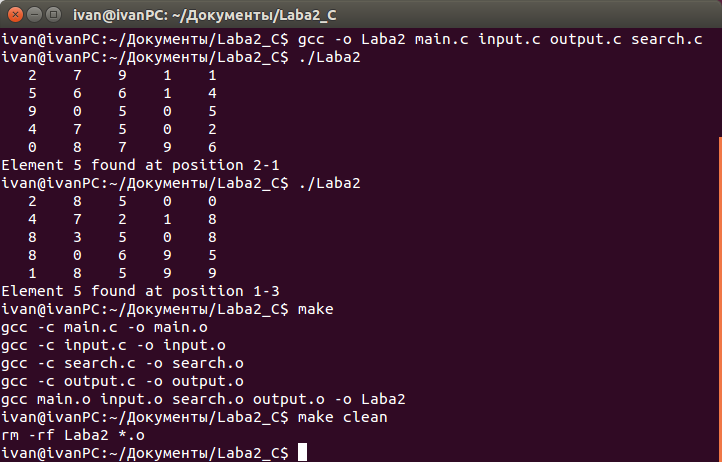 ivan@ivanPC: ~/Документы/Laba2_C
ivan@ivanPC:~/Документы/Laba2_C$ gcc -o Laba2 main.c input.c output.c search.c
ivan@ivanPC:~/Документы/Laba2_C$ ./Laba2
2 7 9 1 1
5 6 6 1 4
9 0 5 0 5
4 7 5 0 2
0 8 7 9 6
Element 5 found at position 2-1
ivan@ivanPC:~/Документы/Laba2_C$ ./Laba2
2 8 5 0 0
4 7 2 1 8
8 3 5 0 8
8 0 6 9 5
1 8 5 9 9
Element 5 found at position 1-3
ivan@ivanPC:~/Документы/Laba2_C$ make
gcc -c main.c -o main.o
gcc -c input.c -o input.o
gcc -c search.c -o search.o
gcc -c output.c -o output.o
gcc main.o input.o search.o output.o -o Laba2
ivan@ivanPC:~/Документы/Laba2_C$ make clean
rm -rf Laba2 *.o
ivan@ivanPC:~/Документы/Laba2_C$